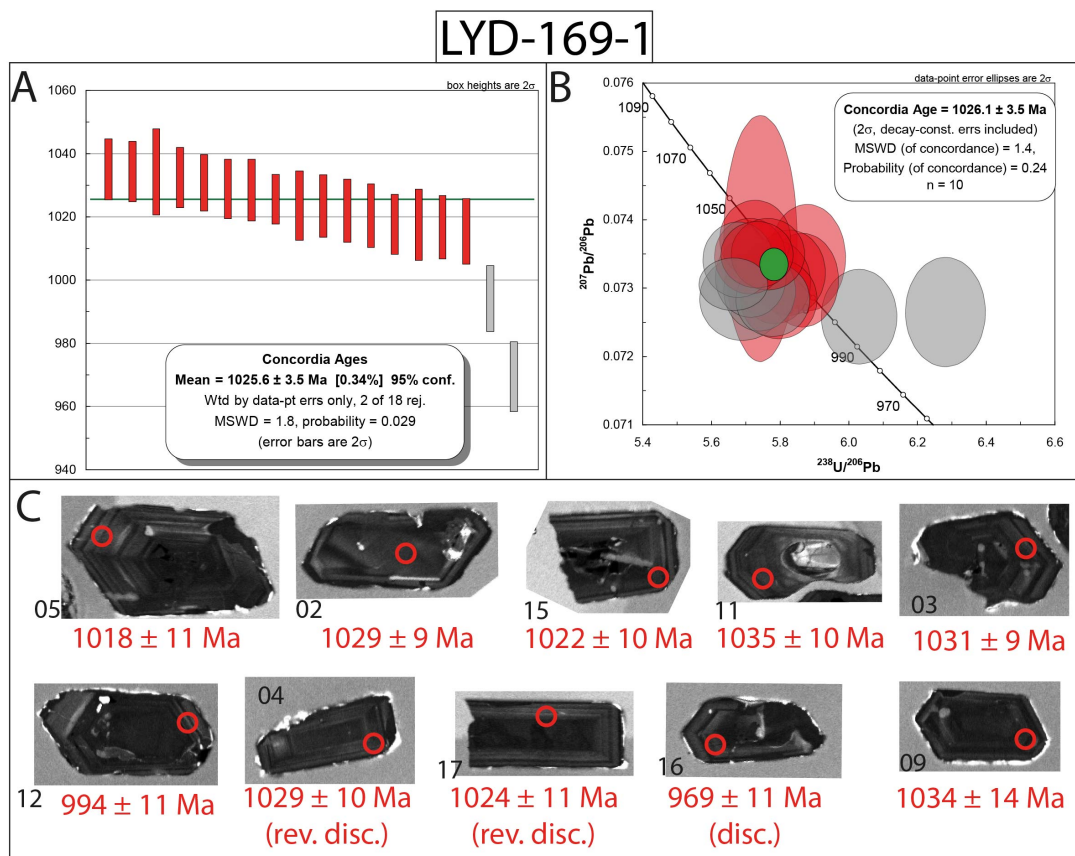 LYD-169-1
A
box heights are 2σ
1060
1040
1020
1000
980
960
940
Concordia Ages
Mean = 1025.6 ± 3.5 Ma [0.34%] 95% conf.
Wtd by data-pt errs only, 2 of 18 rej.
MSWD = 1.8, probability = 0.029
(error bars are 2σ)
B
data-point error ellipses are 2σ
Concordia Age = 1026.1 ± 3.5 Ma
(2σ, decay-const. errs included)
MSWD (of concordance) = 1.4,
Probability (of concordance) = 0.24
n = 10
0.076
0.075
0.074
0.073
0.072
0.071
207Pb/206Pb
1090
1070
1050
990
970
5.4 5.6 5.8 6.0 6.2 6.4 6.6
238U/206Pb
C
05
1018 ± 11 Ma
02
1029 ± 9 Ma
15
1022 ± 10 Ma
11
1035 ± 10 Ma
03
1031 ± 9 Ma
12
994 ± 11 Ma
04
1029 ± 10 Ma
(rev. disc.)
17
1024 ± 11 Ma
(rev. disc.)
16
969 ± 11 Ma
(disc.)
09
1034 ± 14 Ma